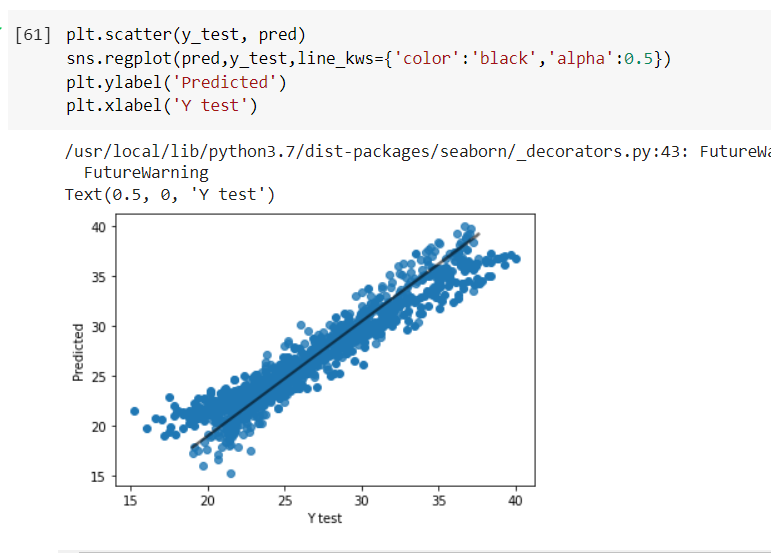 [61] plt.scatter(y_test, pred)
sns.regplot(pred,y_test,line_kws={'color':'black','alpha':0.5})
plt.ylabel('Predicted')
plt.xlabel('Y test')
/usr/local/lib/python3.7/dist-packages/seaborn/_decorators.py:43: FutureWa
FutureWarning
Text(0.5, 0, 'Y test')
40
35
30
25
20
15
Predicted
15 20 25 30 35 40
Y test